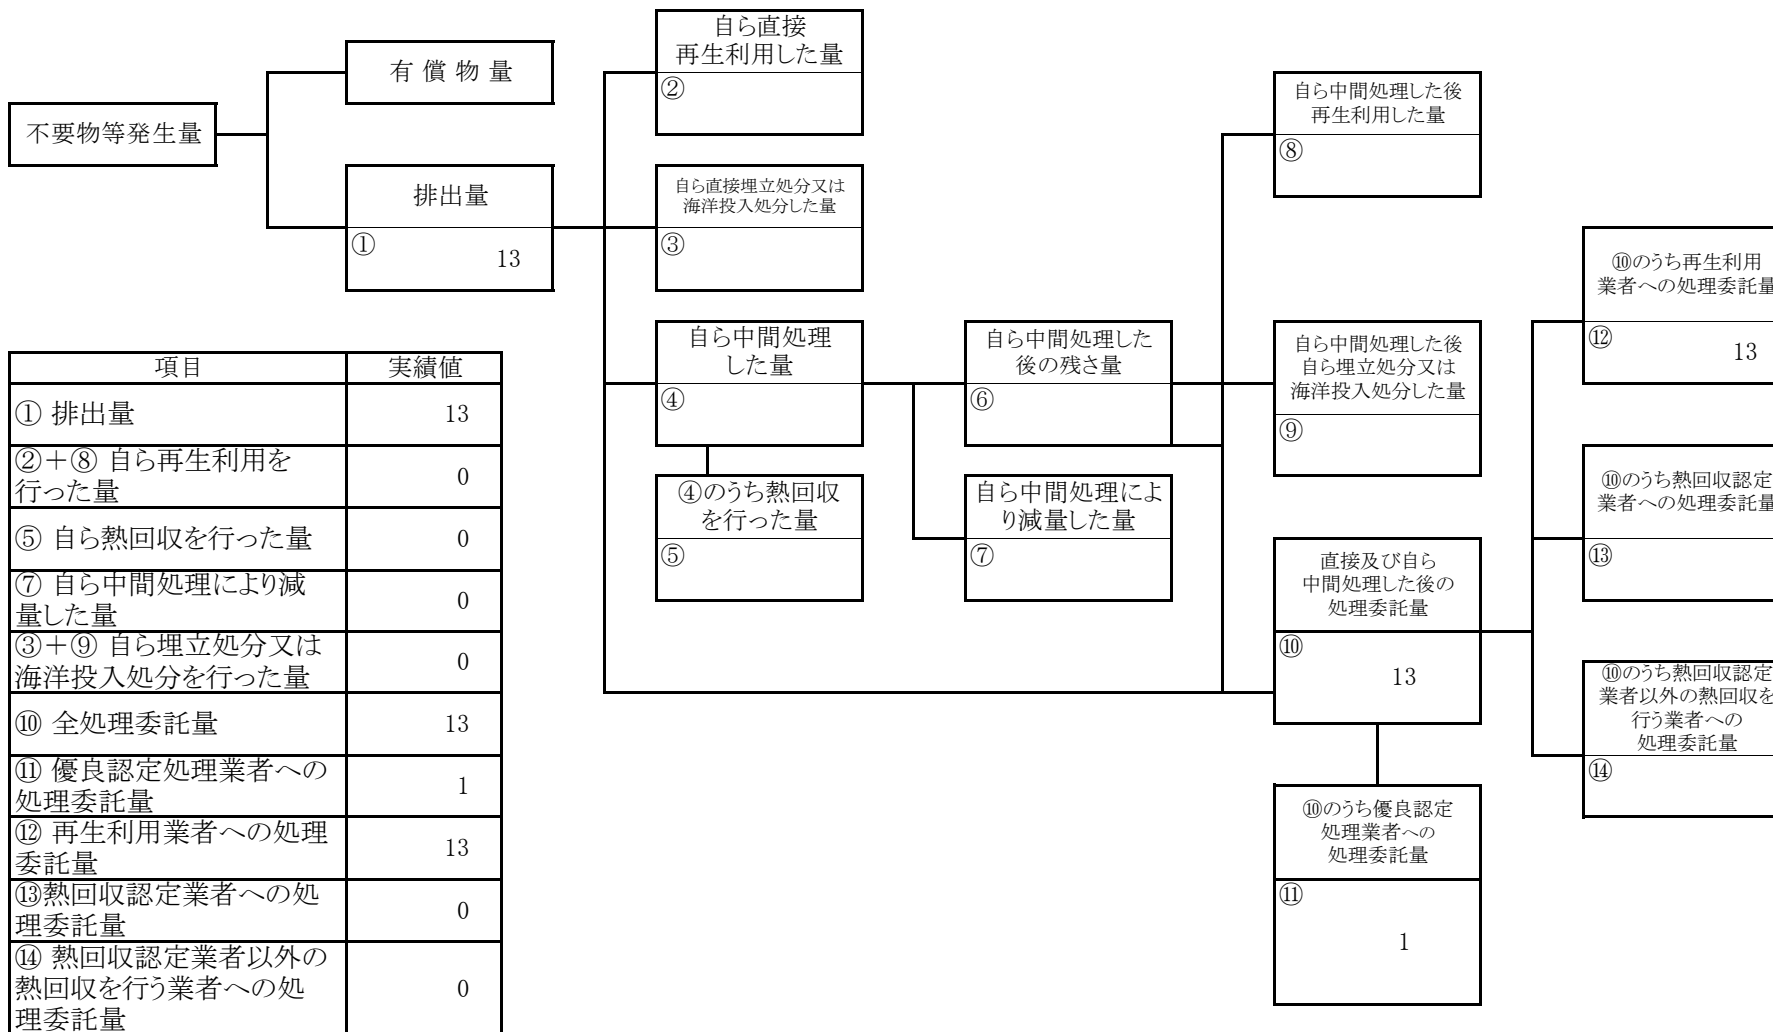 不要物等発生量
有 償 物 量
排出量
①
13
自ら直接
再生利用した量
②
自ら直接埋立処分又は
海洋投入処分した量
③
自ら中間処理
した量
④
④のうち熱回収
を行った量
⑤
自ら中間処理した
後の残さ量
⑥
自ら中間処理によ
り減量した量
⑦
自ら中間処理した後
再生利用した量
⑧
自ら中間処理した後
自ら埋立処分又は
海洋投入処分した量
⑨
直接及び自ら
中間処理した後の
処理委託量
⑩
13
⑩のうち優良認定
処理業者への
処理委託量
⑪
1
⑩のうち再生利用
業者への処理委託量
⑫
13
⑩のうち熱回収認定
業者への処理委託量
⑬
⑩のうち熱回収認定
業者以外の熱回収を
行う業者への
処理委託量
⑭
項目 実績値
① 排出量 13
②+⑧ 自ら再生利用を
行った量 0
⑤ 自ら熱回収を行った量 0
⑦ 自ら中間処理により減
量した量 0
③+⑨ 自ら埋立処分又は
海洋投入処分を行った量 0
⑩ 全処理委託量 13
⑪ 優良認定処理業者への
処理委託量 1
⑫ 再生利用業者への処理
委託量 13
⑬熱回収認定業者への処
理委託量 0
⑭ 熱回収認定業者以外の
熱回収を行う業者への処
理委託量 0